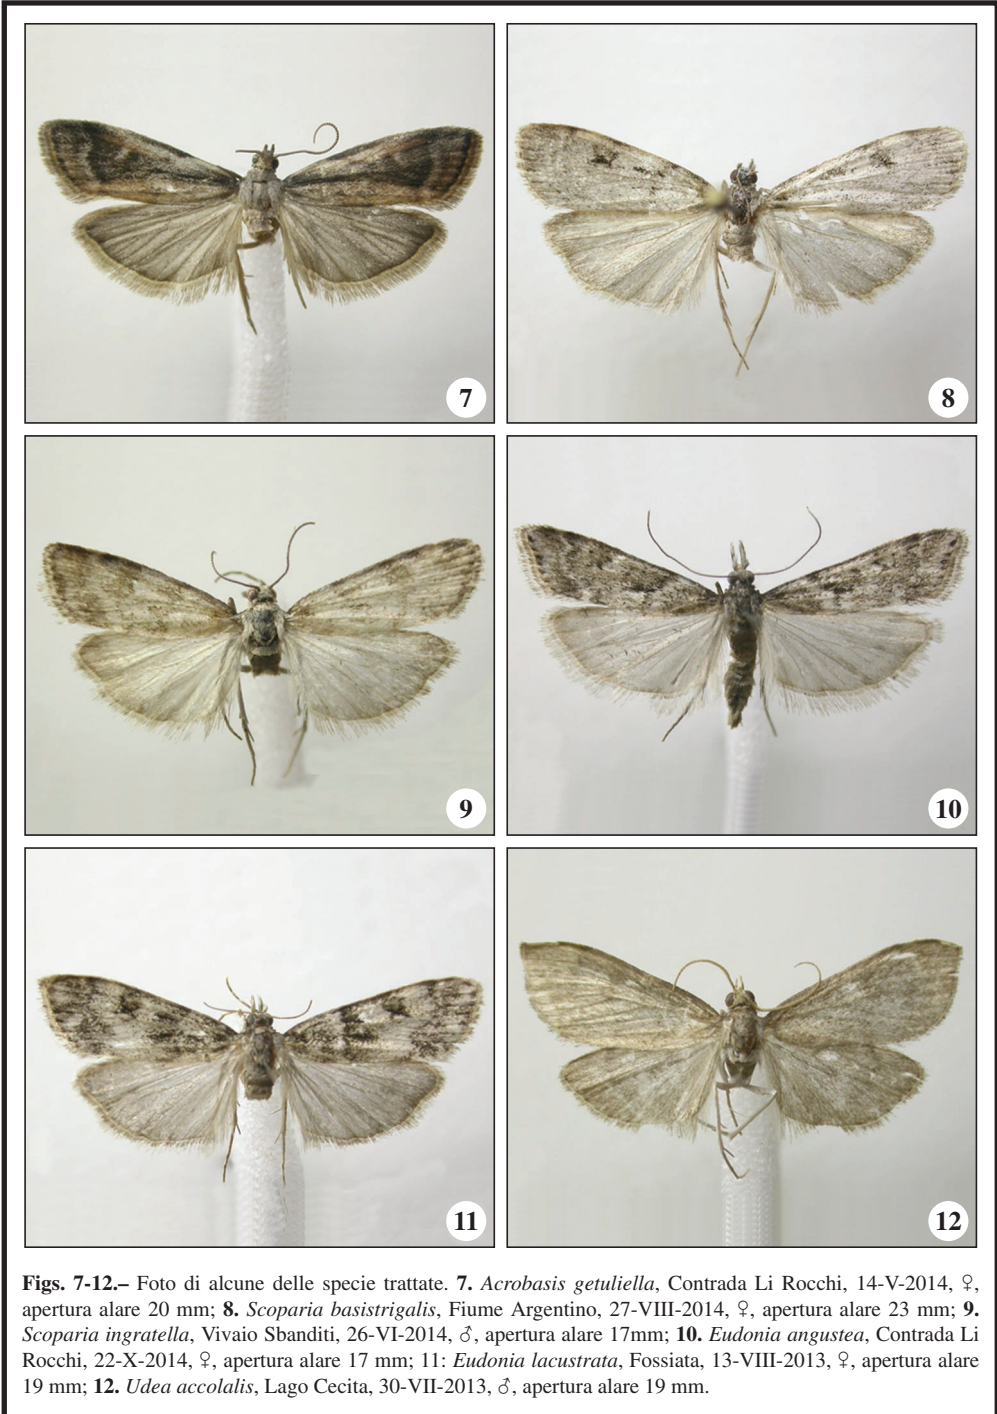 7
8
9
10
11
12
Figs. 7-12.– Foto di alcune delle specie trattate. 7. Acrobasis getuliella, Contrada Li Rocchi, 14-V-2014, ♀,
apertura alare 20 mm; 8. Scoparia basistrigalis, Fiume Argentino, 27-VIII-2014, ♀, apertura alare 23 mm; 9.
Scoparia ingratella, Vivaio Sbanditi, 26-VI-2014, ♂, apertura alare 17mm; 10. Eudonia angustea, Contrada Li
Rocchi, 22-X-2014, ♀, apertura alare 17 mm; 11: Eudonia lacustrata, Fossiata, 13-VIII-2013, ♀, apertura alare
19 mm; 12. Udea accolalis, Lago Cecita, 30-VII-2013, ♂, apertura alare 19 mm.